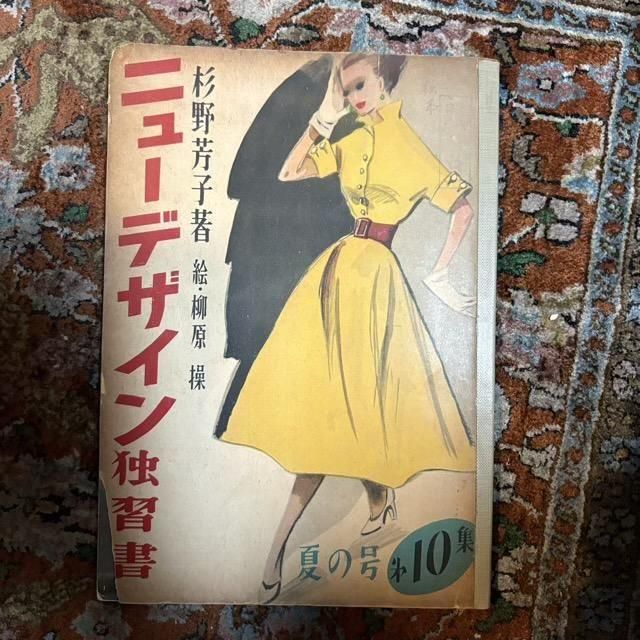 ニューデザイン独習書
杉野芳子著
絵・柳原 操
夏の号
第10集